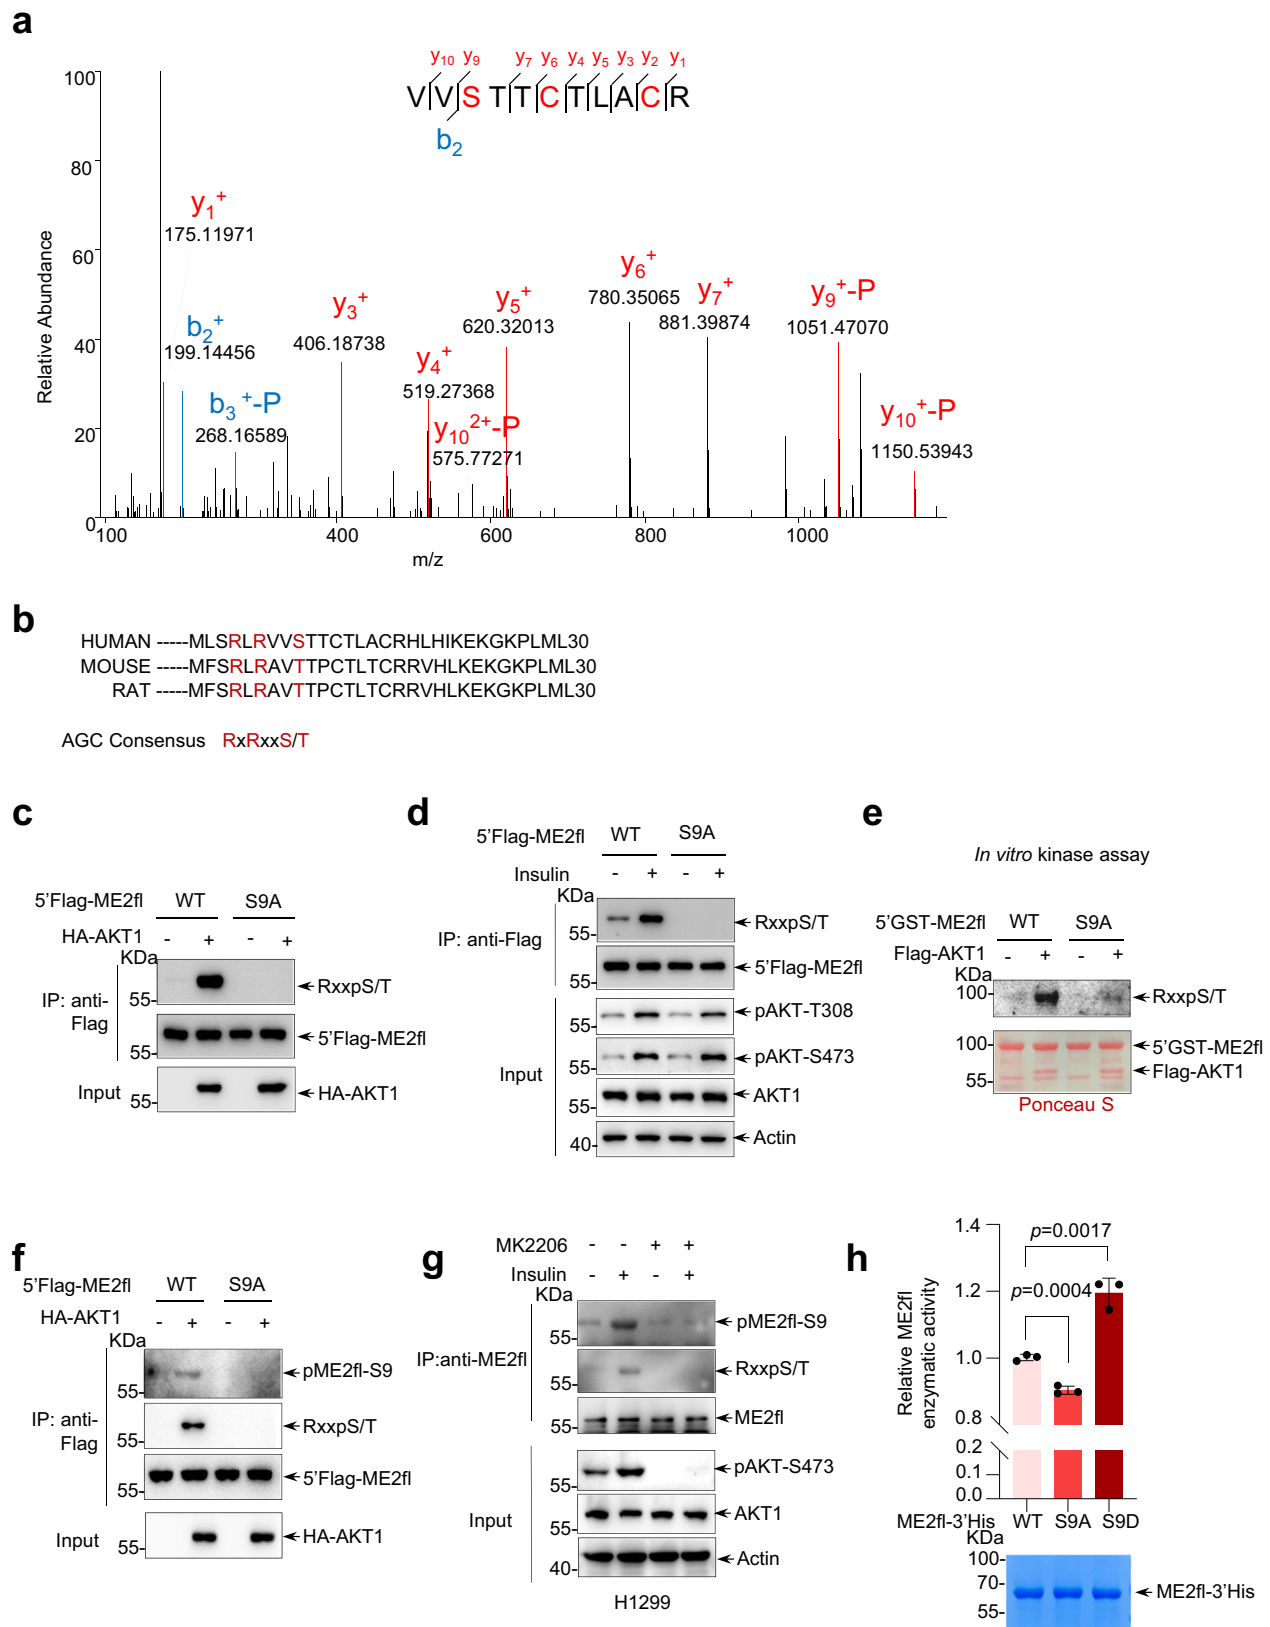 a
y10 y9 y7 y6 y4 y5 y3 y2 y1
VVSTTCTLACR
b2
100
80
60
40
20
0
Relative Abundance
y1+
175.11971
b2+
199.14456
b3+-P
268.16589
y3+
406.18738
y4+
519.27368
y10 2+-P
575.77271
y5+
620.32013
y6+
780.35065
y7+
881.39874
y9+-P
1051.47070
y10+-P
1150.53943
100 400 600 800 1000
m/z
b
HUMAN -----MLSRLRVVSTTCTLACRHLHIKEKGKPLML30
MOUSE -----MFSRLRAVTTPCTLTCRRVHLKEKGKPLML30
RAT -----MFSRLRAVTTPCTLTCRRVHLKEKGKPLML30
AGC Consensus RxRxxS/T
c
5'Flag-ME2fl WT S9A
HA-AKT1 - + - +
KDa
IP: anti-Flag
55- RxxpS/T
55- 5'Flag-ME2fl
Input 55- HA-AKT1
d
5'Flag-ME2fl WT S9A
Insulin - + - +
KDa
IP: anti-Flag
55- RxxpS/T
5'Flag-ME2fl
Input
55- pAKT-T308
55- pAKT-S473
55- AKT1
40- Actin
e
In vitro kinase assay
5'GST-ME2fl WT S9A
Flag-AKT1 - + - +
KDa
100- RxxpS/T
100- 5'GST-ME2fl
Flag-AKT1
55-
Ponceau S
f
5'Flag-ME2fl WT S9A
HA-AKT1 - + - +
KDa
IP: anti-Flag
55- pME2fl-S9
55- RxxpS/T
55- 5'Flag-ME2fl
Input 55- HA-AKT1
g
MK2206 - - + +
Insulin - + - +
KDa
IP:anti-ME2fl
55- pME2fl-S9
55- RxxpS/T
55- ME2fl
Input
55- pAKT-S473
55- AKT1
40- Actin
H1299
h
Relative ME2fl
enzymatic activity
1.4
1.2
1.0
0.8
0.2
0.1
0.0
p=0.0017
p=0.0004
ME2fl-3'His WT S9A S9D
KDa
100-
70- ME2fl-3'His
55-